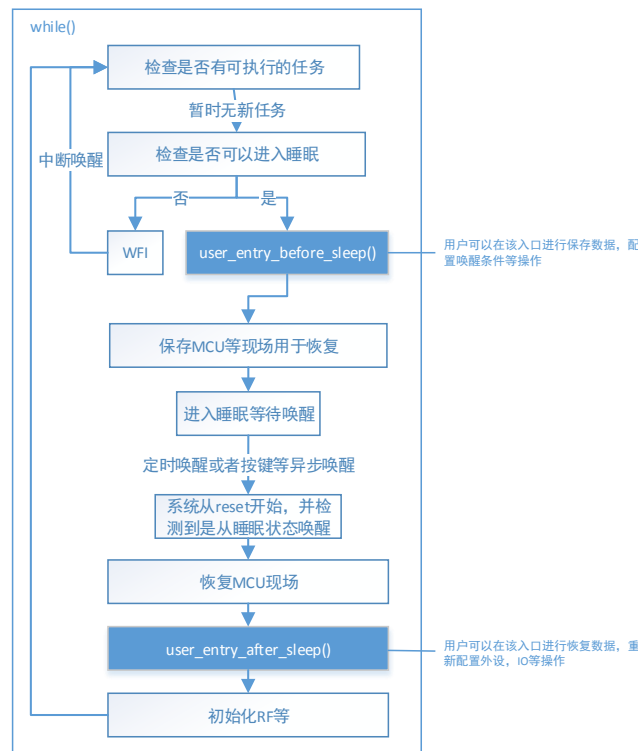 while()
检查是否有可执行的任务
暂时无新任务
中断唤醒
检查是否可以进入睡眠
否
是
WFI
user_entry_before_sleep()
用户可以在该入口进行保存数据，配
置唤醒条件等操作
保存MCU等现场用于恢复
进入睡眠等待唤醒
定时唤醒或者按键等异步唤醒
系统从reset开始，并检
测到是从睡眠状态唤醒
恢复MCU现场
user_entry_after_sleep()
用户可以在该入口进行恢复数据，重
新配置外设，IO等操作
初始化RF等